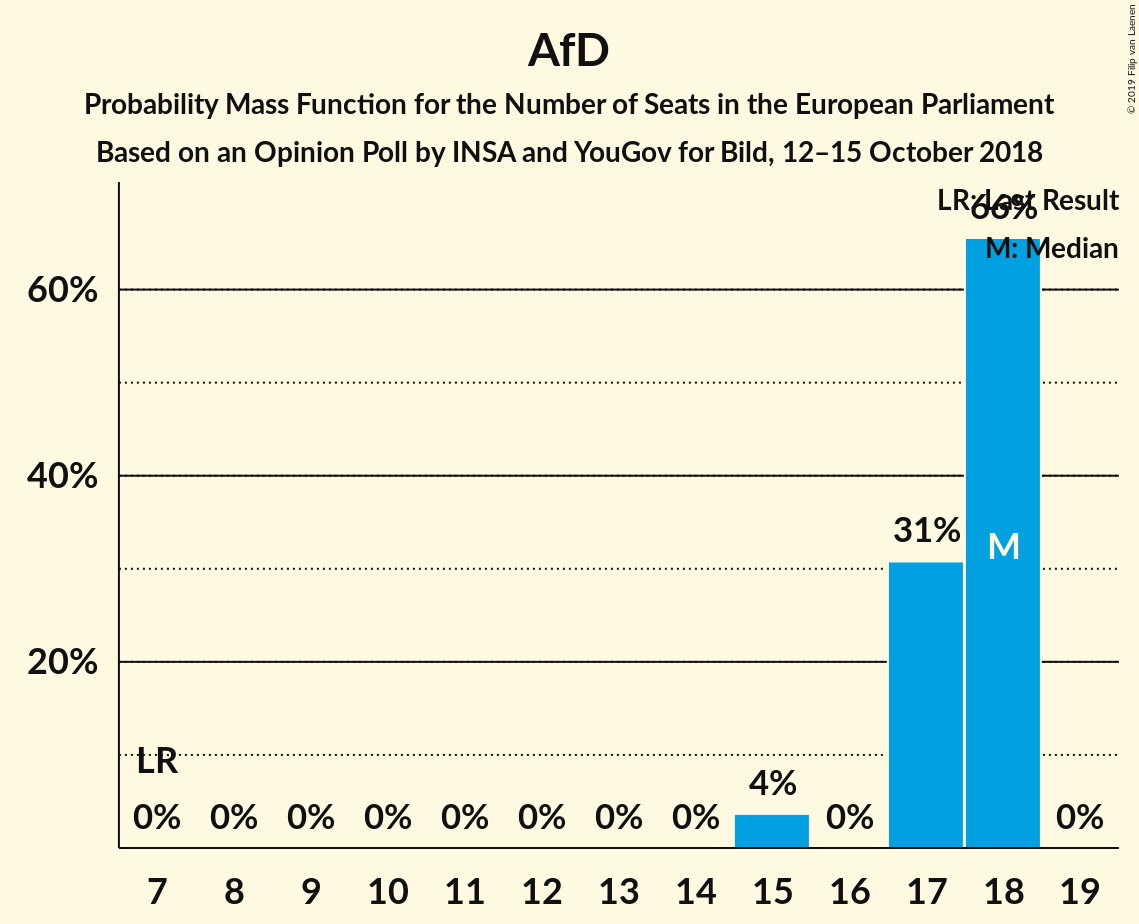 AfD
Probability Mass Function for the Number of Seats in the European Parliament
Based on an Opinion Poll by INSA and YouGov for Bild, 12–15 October 2018
© 2019 Filip van Laenen
LR: Last Result
M: Median
66%
60%
40%
31%
M
20%
LR
4%
0% 0% 0% 0% 0% 0% 0% 0% 0% 0%
7 8 9 10 11 12 13 14 15 16 17 18 19